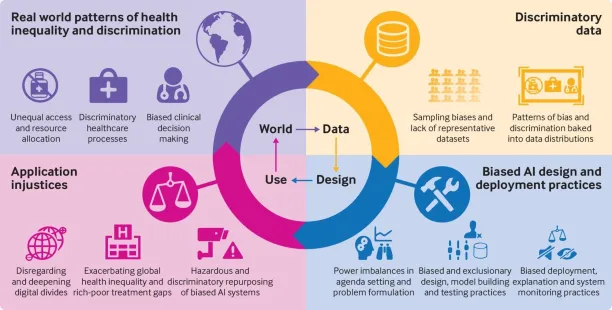 Real world patterns of health
inequality and discrimination
Unequal access
and resource
allocation
Discriminatory
healthcare
processes
Biased clinical
decision
making
Discriminatory
data
Sampling biases and
lack of representative
datasets
Patterns of bias and
discrimination baked
into data distributions
World
Data
Use
Design
Application
injustices
Disregarding
and deepening
digital divides
Exacerbating global
health inequality and
rich-poor treatment gaps
Hazardous and
discriminatory repurposing
of biased AI systems
Biased AI design and
deployment practices
Power imbalances in
agenda setting and
problem formulation
Biased and exclusionary
design, model building
and testing practices
Biased deployment,
explanation and system
monitoring practices
H